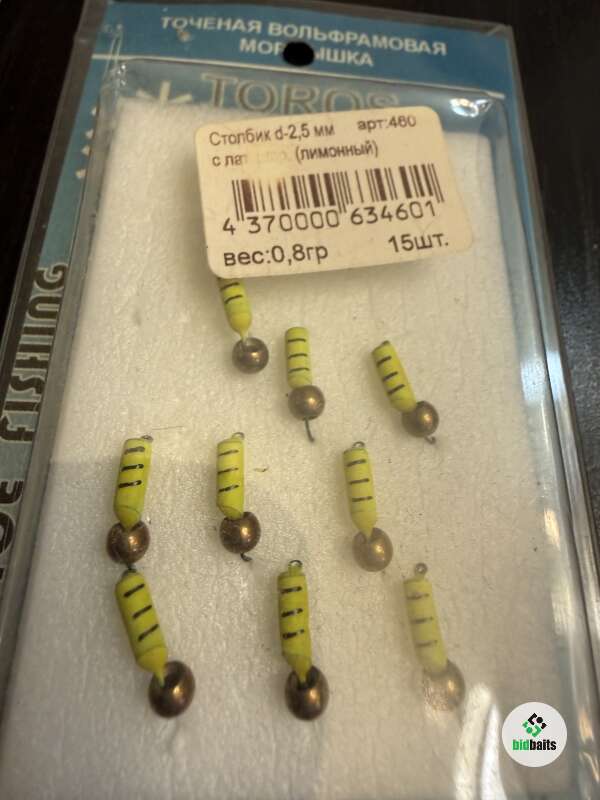 ТОЧЕНАЯ ВОЛЬФРАМОВАЯ
МОРМЫШКА
TOROS
Столбик d-2,5 мм арт:460
с (лимонный)
4 370000 634601
вес:0,8гр 15шт.
FISHING
bidbaits